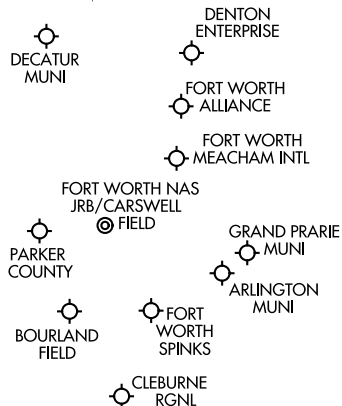 DENTON
ENTERPRISE
DECATUR
MUNI
FORT WORTH
ALLIANCE
FORT WORTH
MEACHAM INTL
FORT WORTH NAS
JRB/CARSWELL
FIELD
GRAND PRARIE
MUNI
PARKER
COUNTY
ARLINGTON
MUNI
BOURLAND
FIELD
FORT
WORTH
SPINKS
CLEBURNE
RGNL